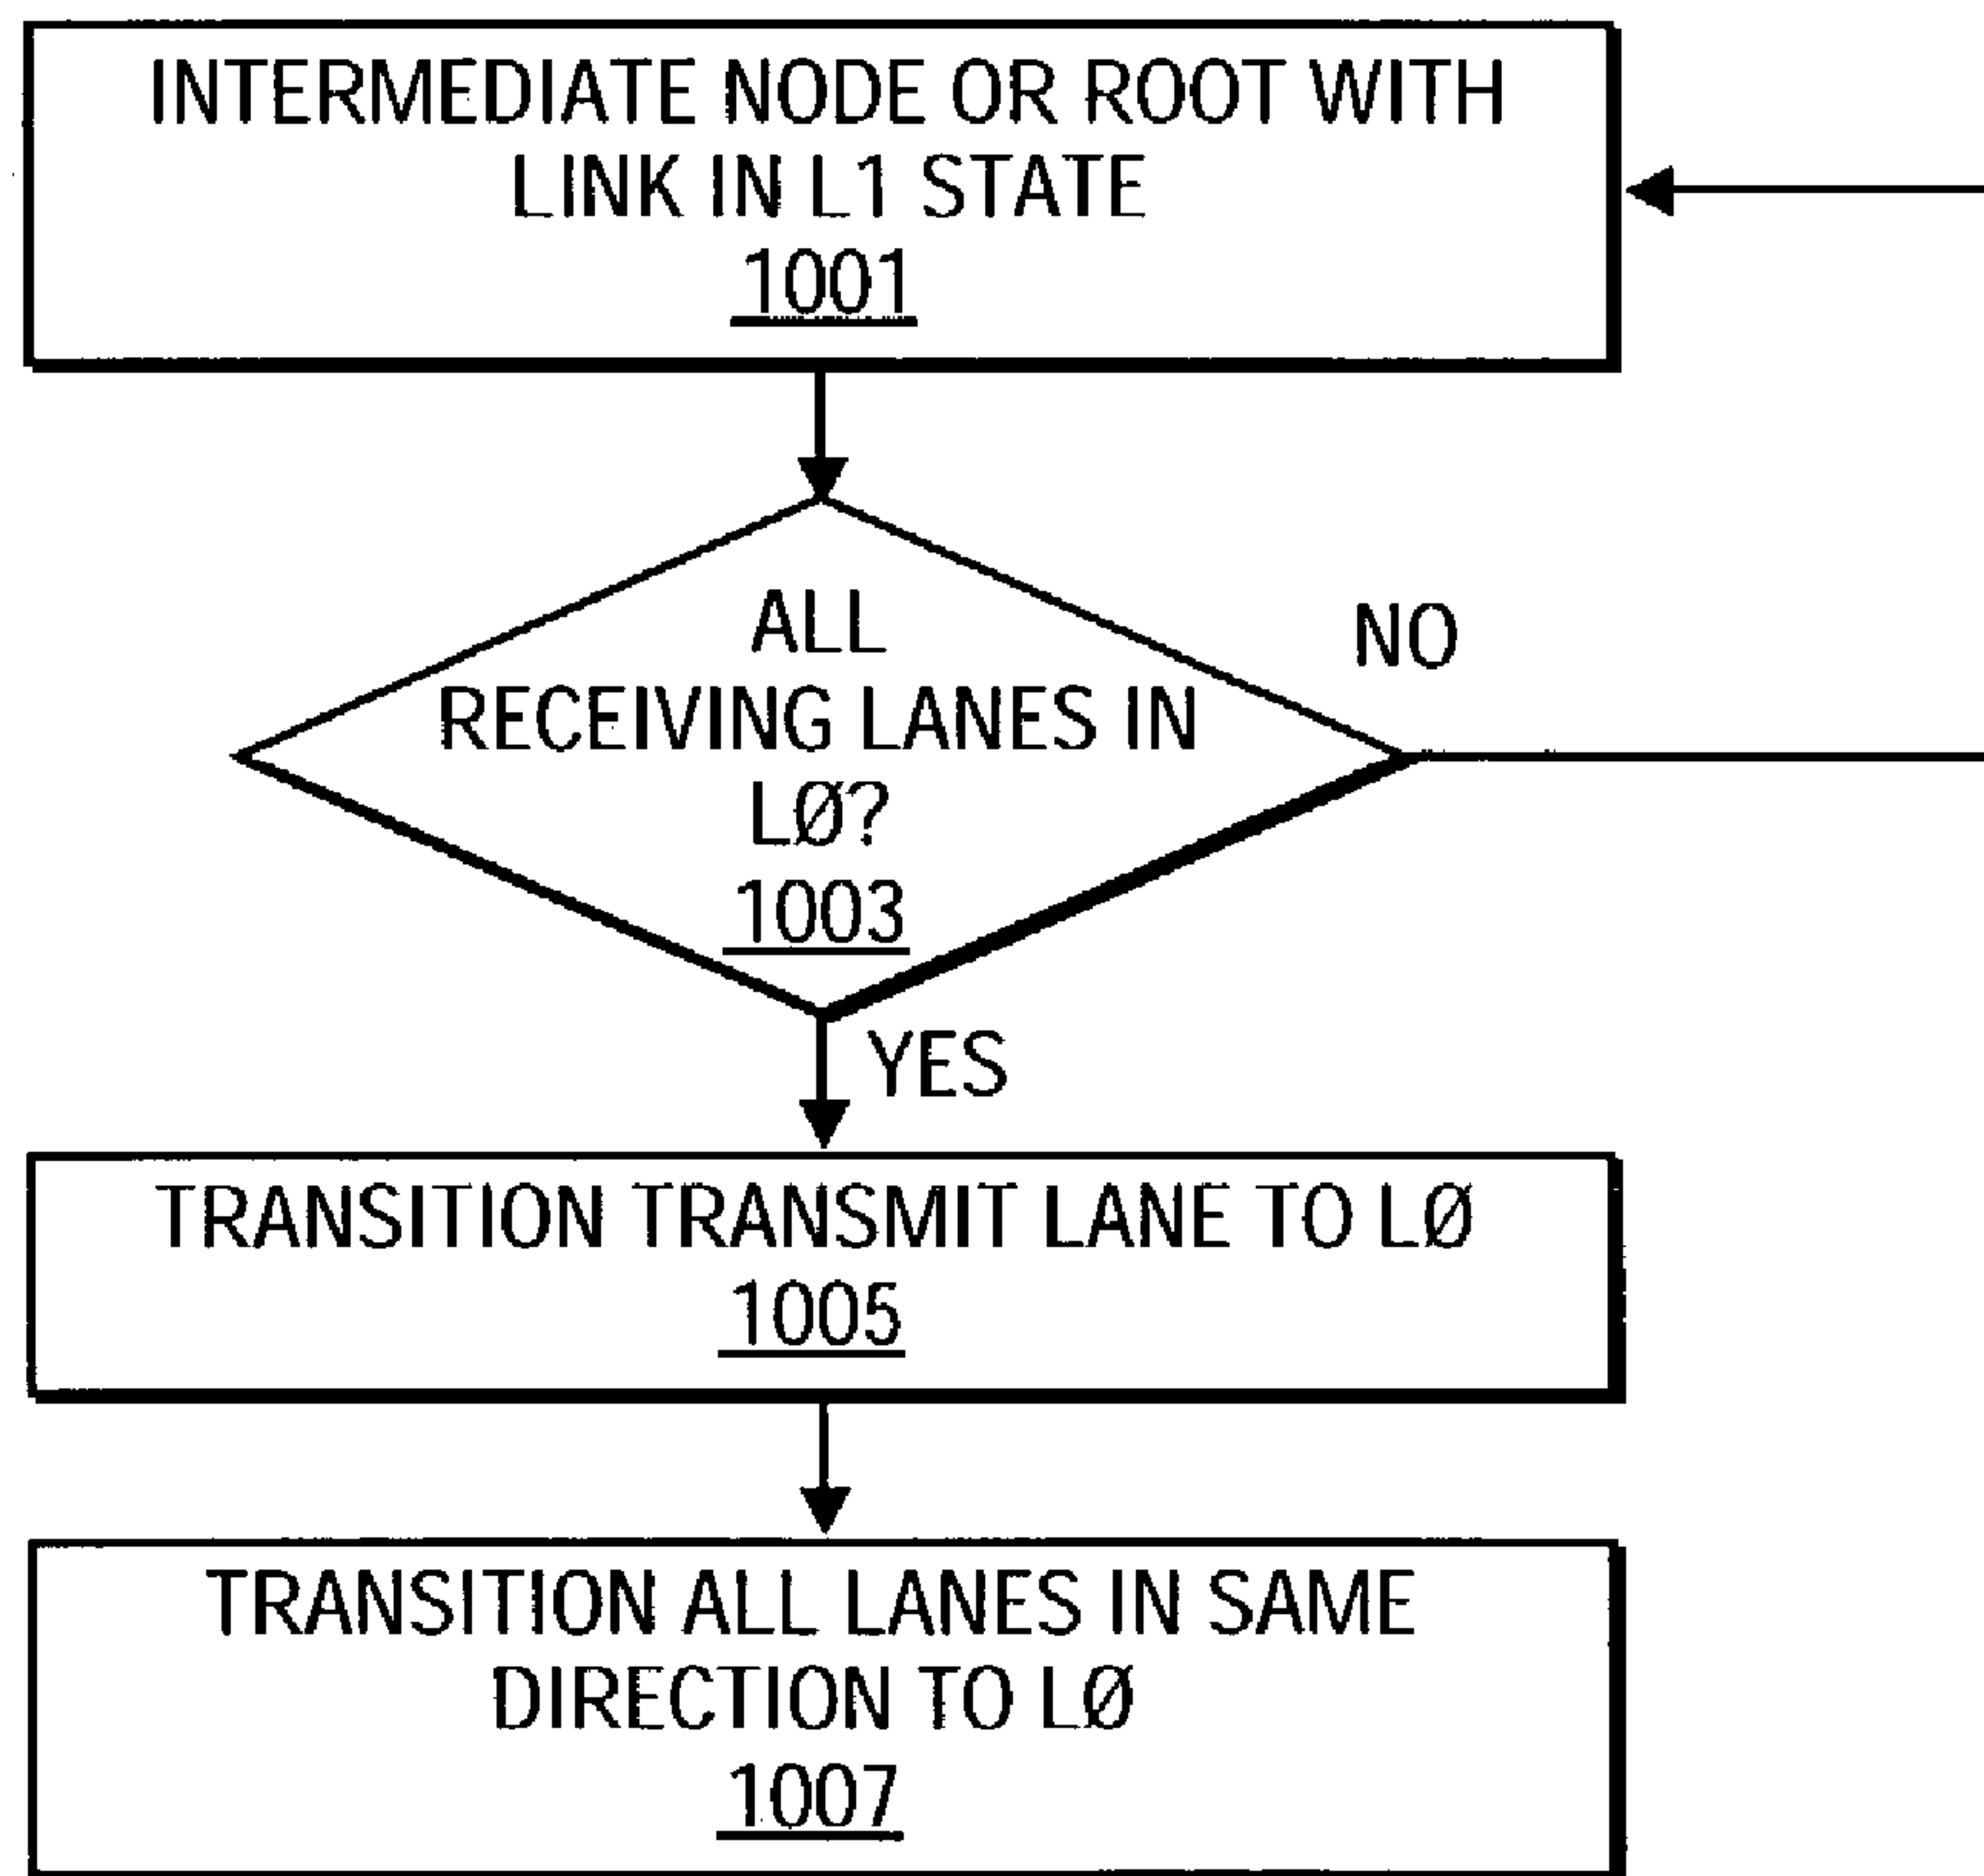 INTERMEDIATE NODE OR ROOT WITH
LINK IN L1 STATE
1001
ALL
RECEIVING LANES IN
LØ?
1003
NO
YES
TRANSITION TRANSMIT LANE TO LØ
1005
TRANSITION ALL LANES IN SAME
DIRECTION TO LØ
1007